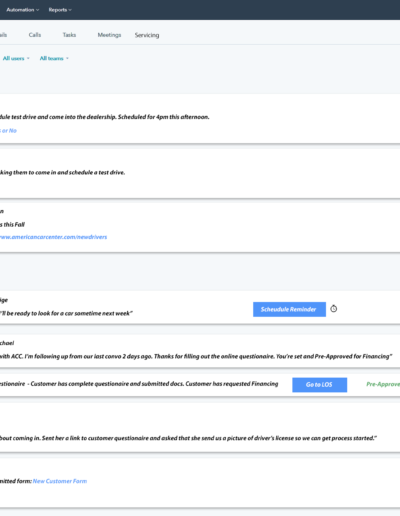 Automation Reports
ils Calls Tasks Meetings Servicing
All users All teams
dule test drive and come into the dealership. Scheduled for 4pm this afternoon.
or No
king them to come in and schedule a test drive.
n
s this Fall
www.americancarcenter.com/newdrivers
ige
I'll be ready to look for a car sometime next week"
Scheudule Reminder
chael
with ACC. I'm following up from our last convo 2 days ago. Thanks for filling out the online questionaire. You're set and Pre-Approved for Financing"
estionaire - Customer has complete questionaire and submitted docs. Customer has requested Financing Go to LOS Pre-Approve
bout coming in. Sent her a link to customer questionaire and asked that she send us a picture of driver's license so we can get process started."
mitted form: New Customer Form